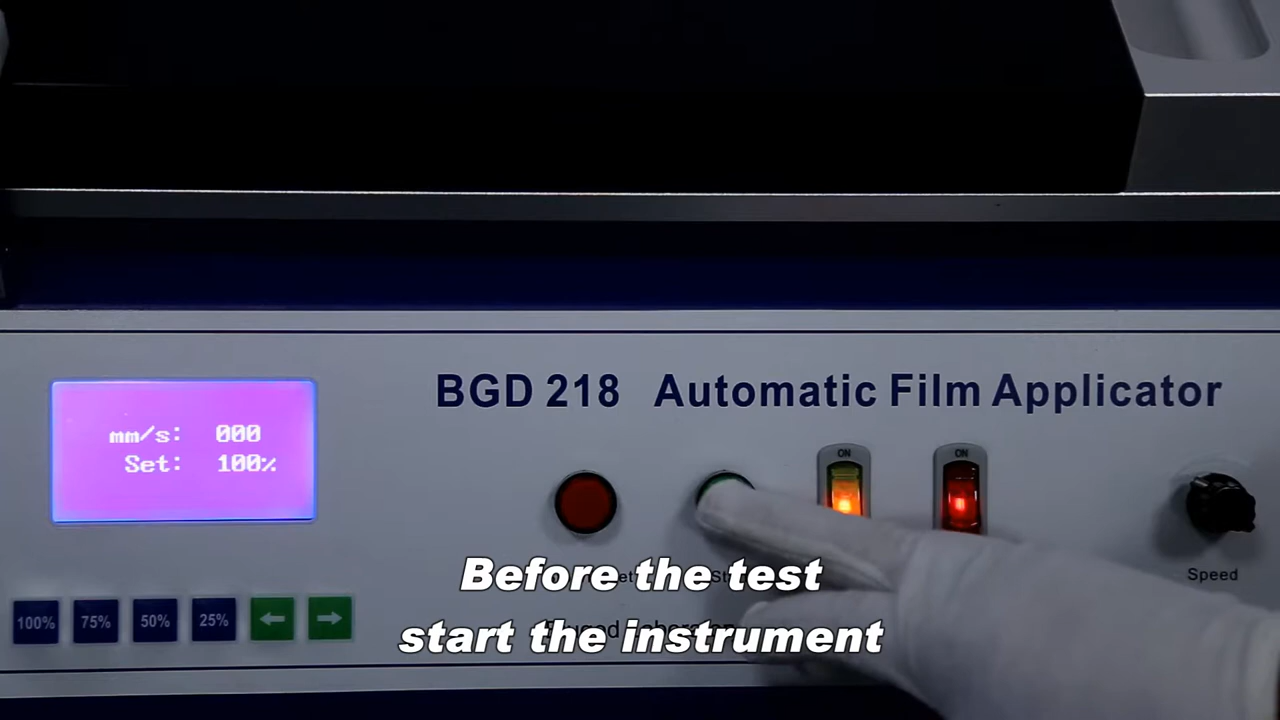 BGD 218 Automatic Film Applicator
mm/s: 000
Set: 100%
ON
ON
Speed
Before the test
start the instrument
100%
75%
50%
25%
← →